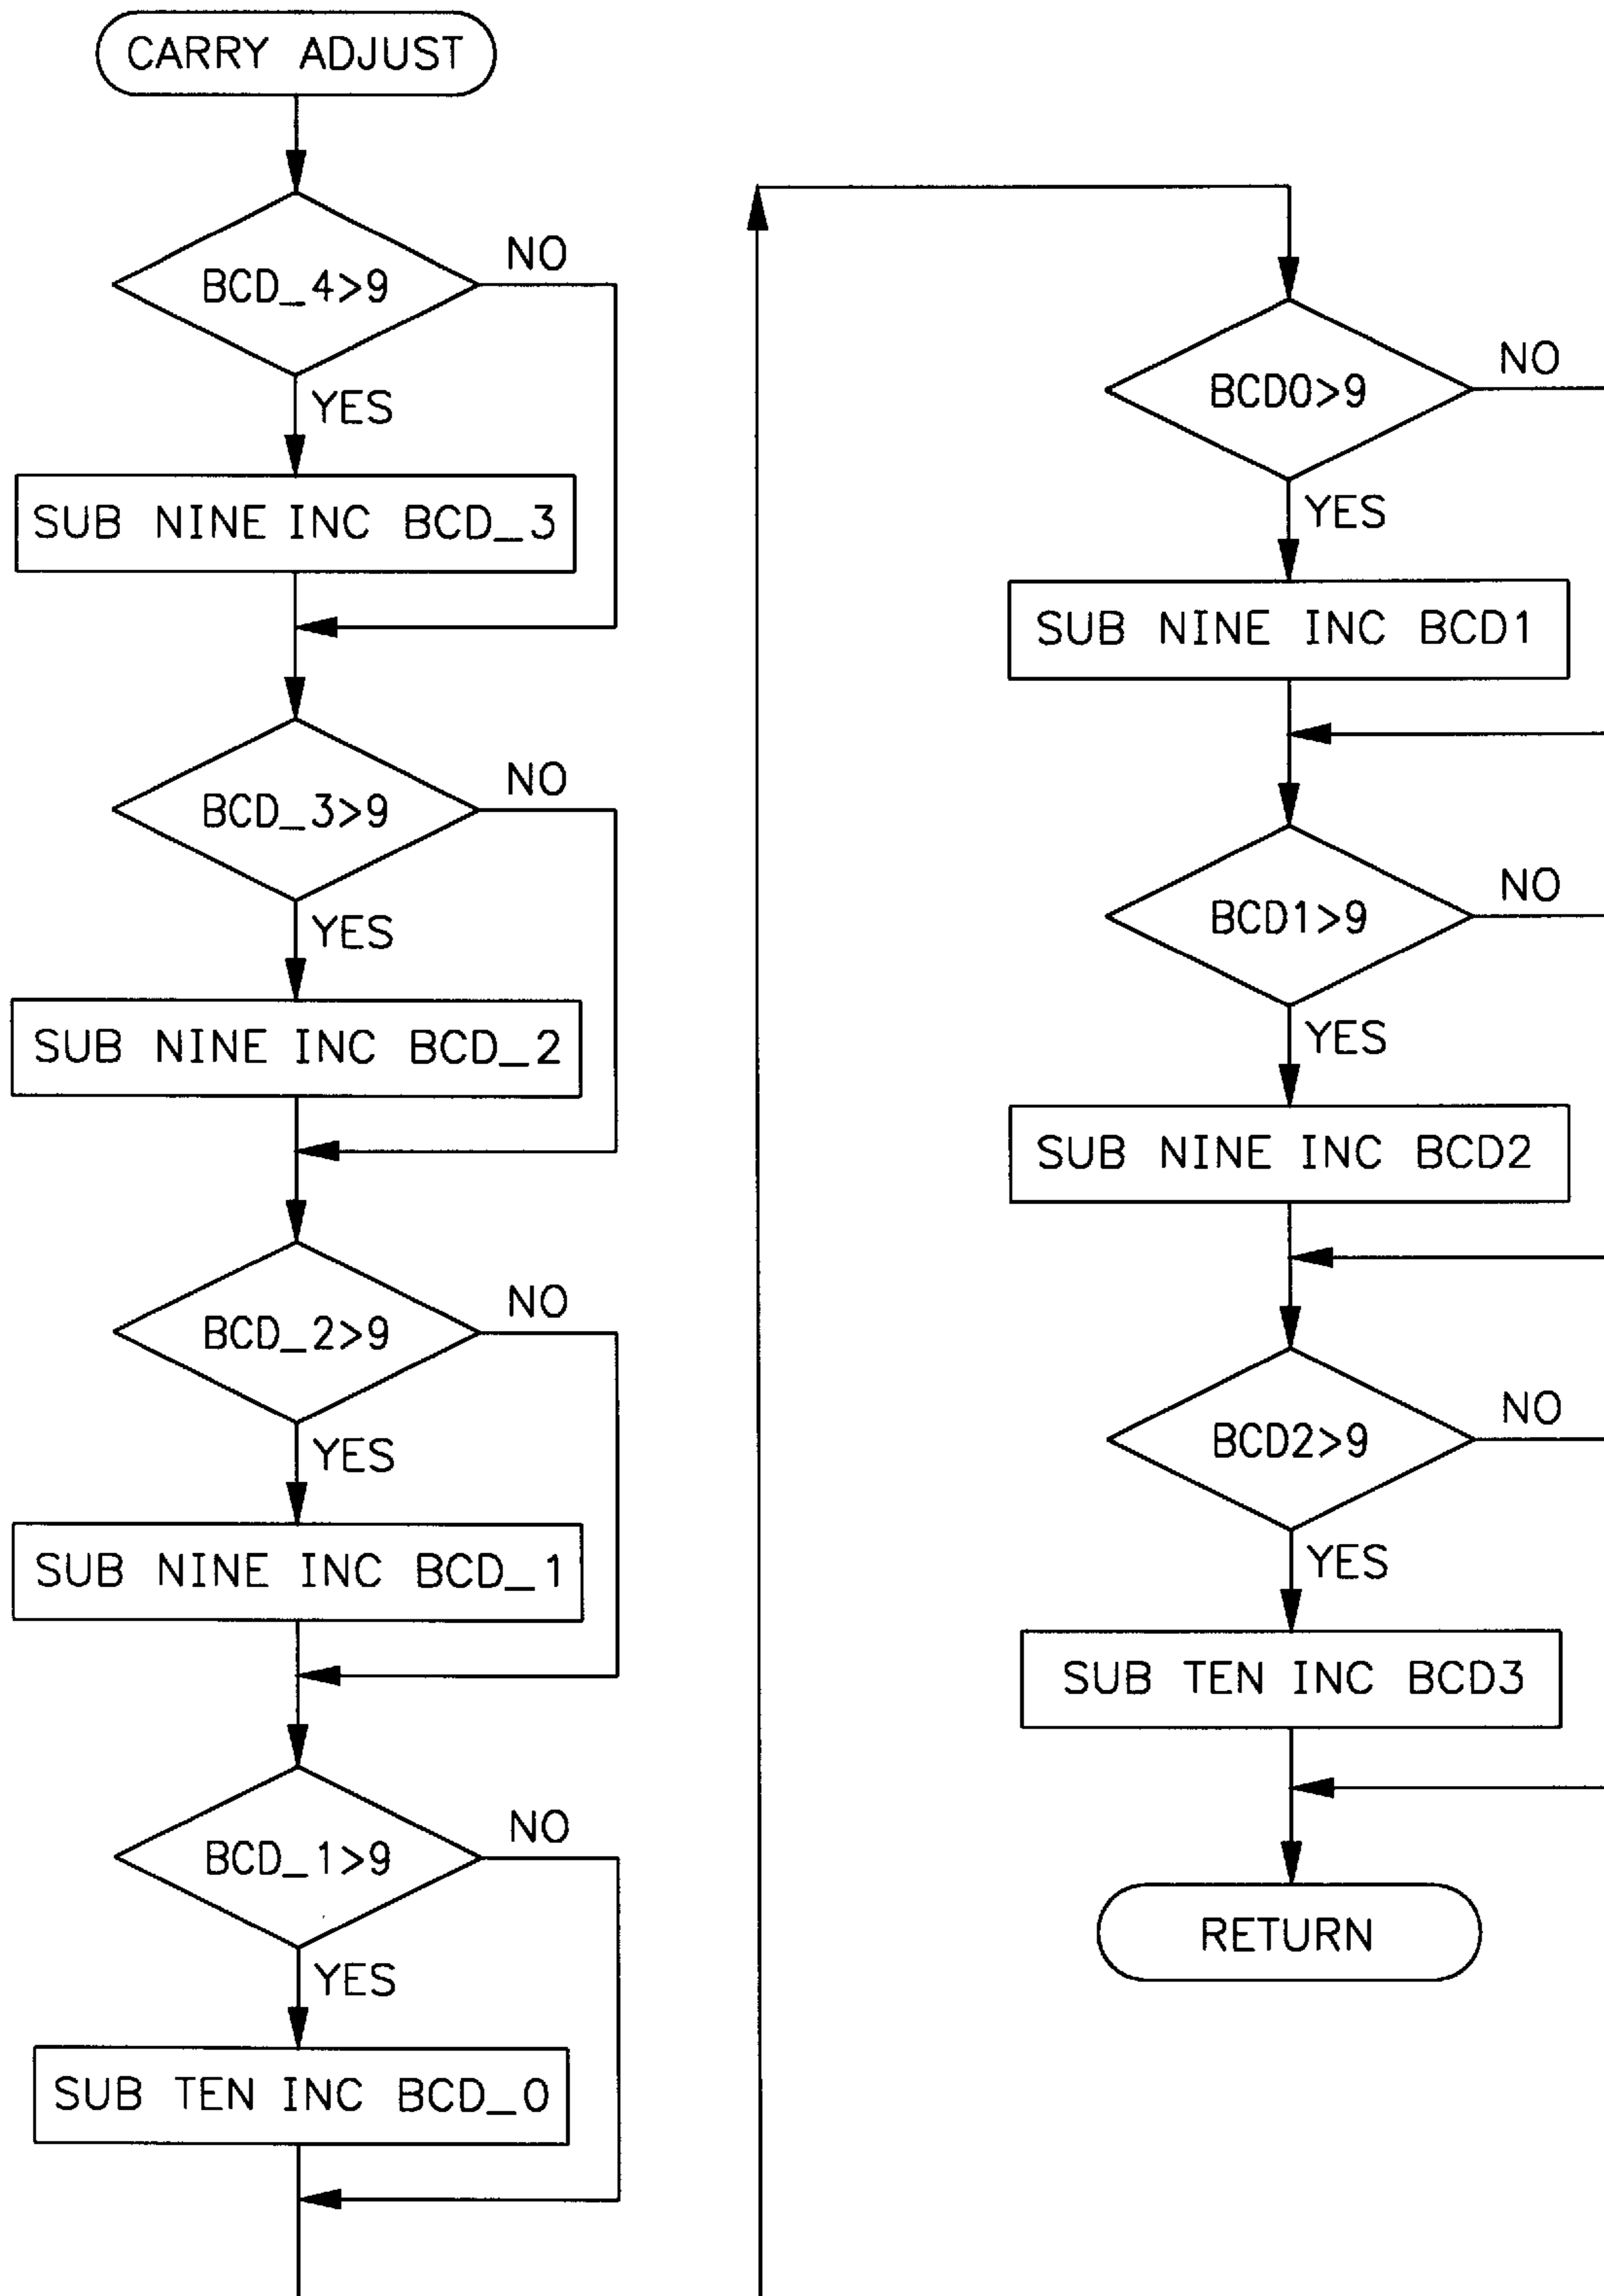 CARRY ADJUST
BCD_4>9
NO
YES
SUB NINE INC BCD_3
BCD_3>9
NO
YES
SUB NINE INC BCD_2
BCD_2>9
NO
YES
SUB NINE INC BCD_1
BCD_1>9
NO
YES
SUB TEN INC BCD_0
BCD0>9
NO
YES
SUB NINE INC BCD1
BCD1>9
NO
YES
SUB NINE INC BCD2
BCD2>9
NO
YES
SUB TEN INC BCD3
RETURN